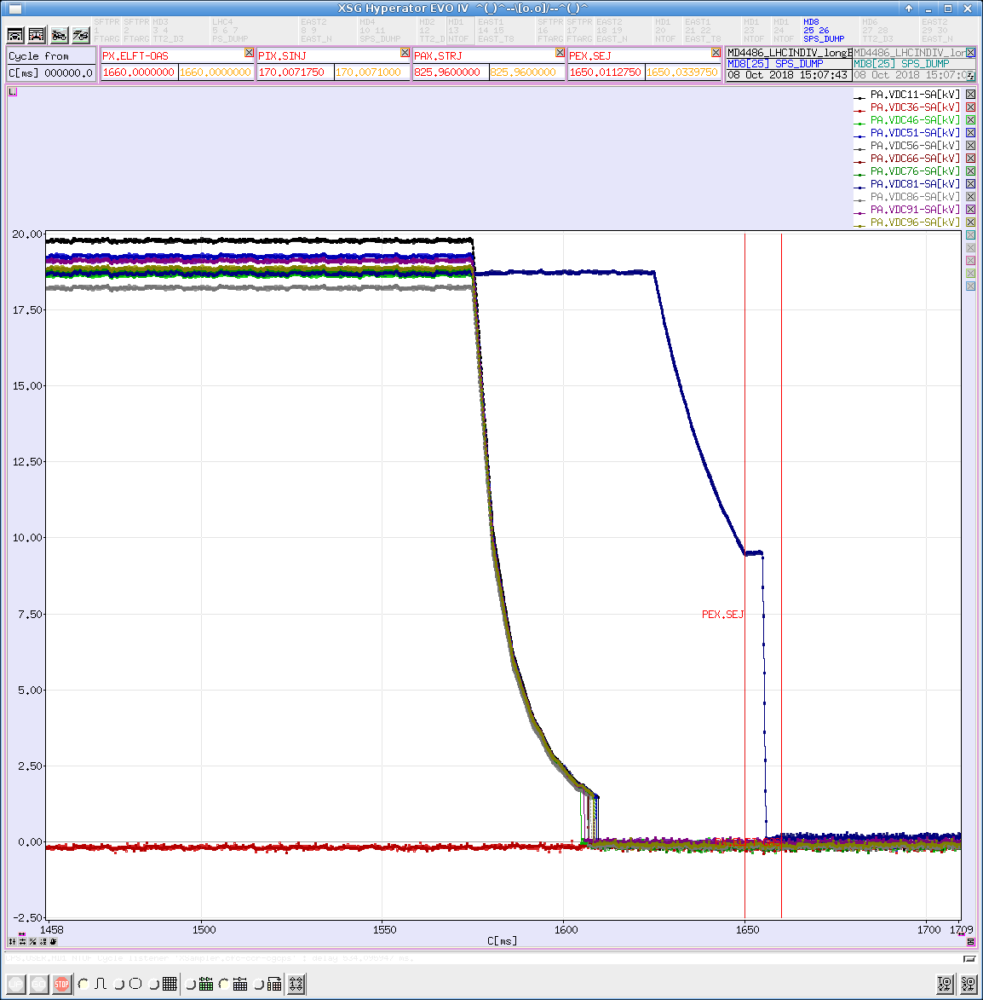 XSG Hyperator EVO IV ^(_)^--\[o.o]/--^(_)^
SFTPR SFTPR MD3 LHC4 EAST2 MD4 MD2 MD1 EAST2 SFTPR SFTPR EAST2 MD1 EAST2 MD1 MD1 MD8 MD6 EAST2
1 2 3 4 5 6 7 8 9 10 11 12 13 14 15 16 17 18 19 20 21 22 23 24 25 26 27 28 29 30
FTARG FTARG TT2_D3 PS_DUMP EAST_N SPS_DUMP TT2_D NTOF EAST_T8 FTARG FTARG EAST_N NTOF EAST_T8 NTOF NTOF SPS_DUMP TT2_D3 EAST_N
Cycle from
C[ms] 000000.0
PX.ELFT-OAS
1660.0000000 1660.0000000
PIX.SINJ
170.0071750 170.0071000
PAX.STRJ
825.9600000 825.9600000
PEX.SEJ
1650.0112750 1650.0339750
MD4486_LHCINDIV_longE
MD8[25] SPS_DUMP
08 Oct 2018 15:07:43
MD4486_LHCINDIV_lon
MD8[25] SPS_DUMP
08 Oct 2018 15:07:
PA.VDC11-SA[kV]
PA.VDC36-SA[kV]
PA.VDC46-SA[kV]
PA.VDC51-SA[kV]
PA.VDC56-SA[kV]
PA.VDC66-SA[kV]
PA.VDC76-SA[kV]
PA.VDC81-SA[kV]
PA.VDC86-SA[kV]
PA.VDC91-SA[kV]
PA.VDC96-SA[kV]
20.00
17.50
15.00
12.50
10.00
7.50
5.00
2.50
0.00
-2.50
PEX.SEJ
1458 1500 1550 1600 1650 1700 1709
C[ms]
UP GO STOP